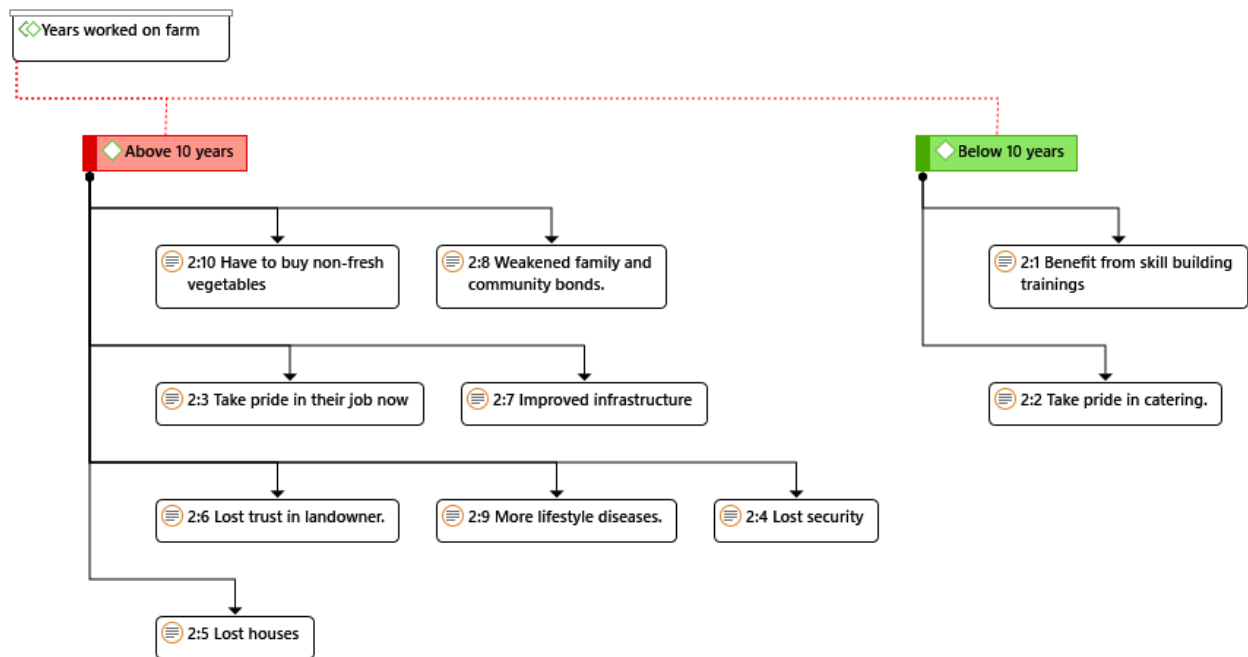 Years worked on farm
Above 10 years
Below 10 years
2:10 Have to buy non-fresh
vegetables
2:8 Weakened family and
community bonds.
2:1 Benefit from skill building
trainings
2:3 Take pride in their job now
2:7 Improved infrastructure
2:2 Take pride in catering.
2:6 Lost trust in landowner.
2:9 More lifestyle diseases.
2:4 Lost security
2:5 Lost houses